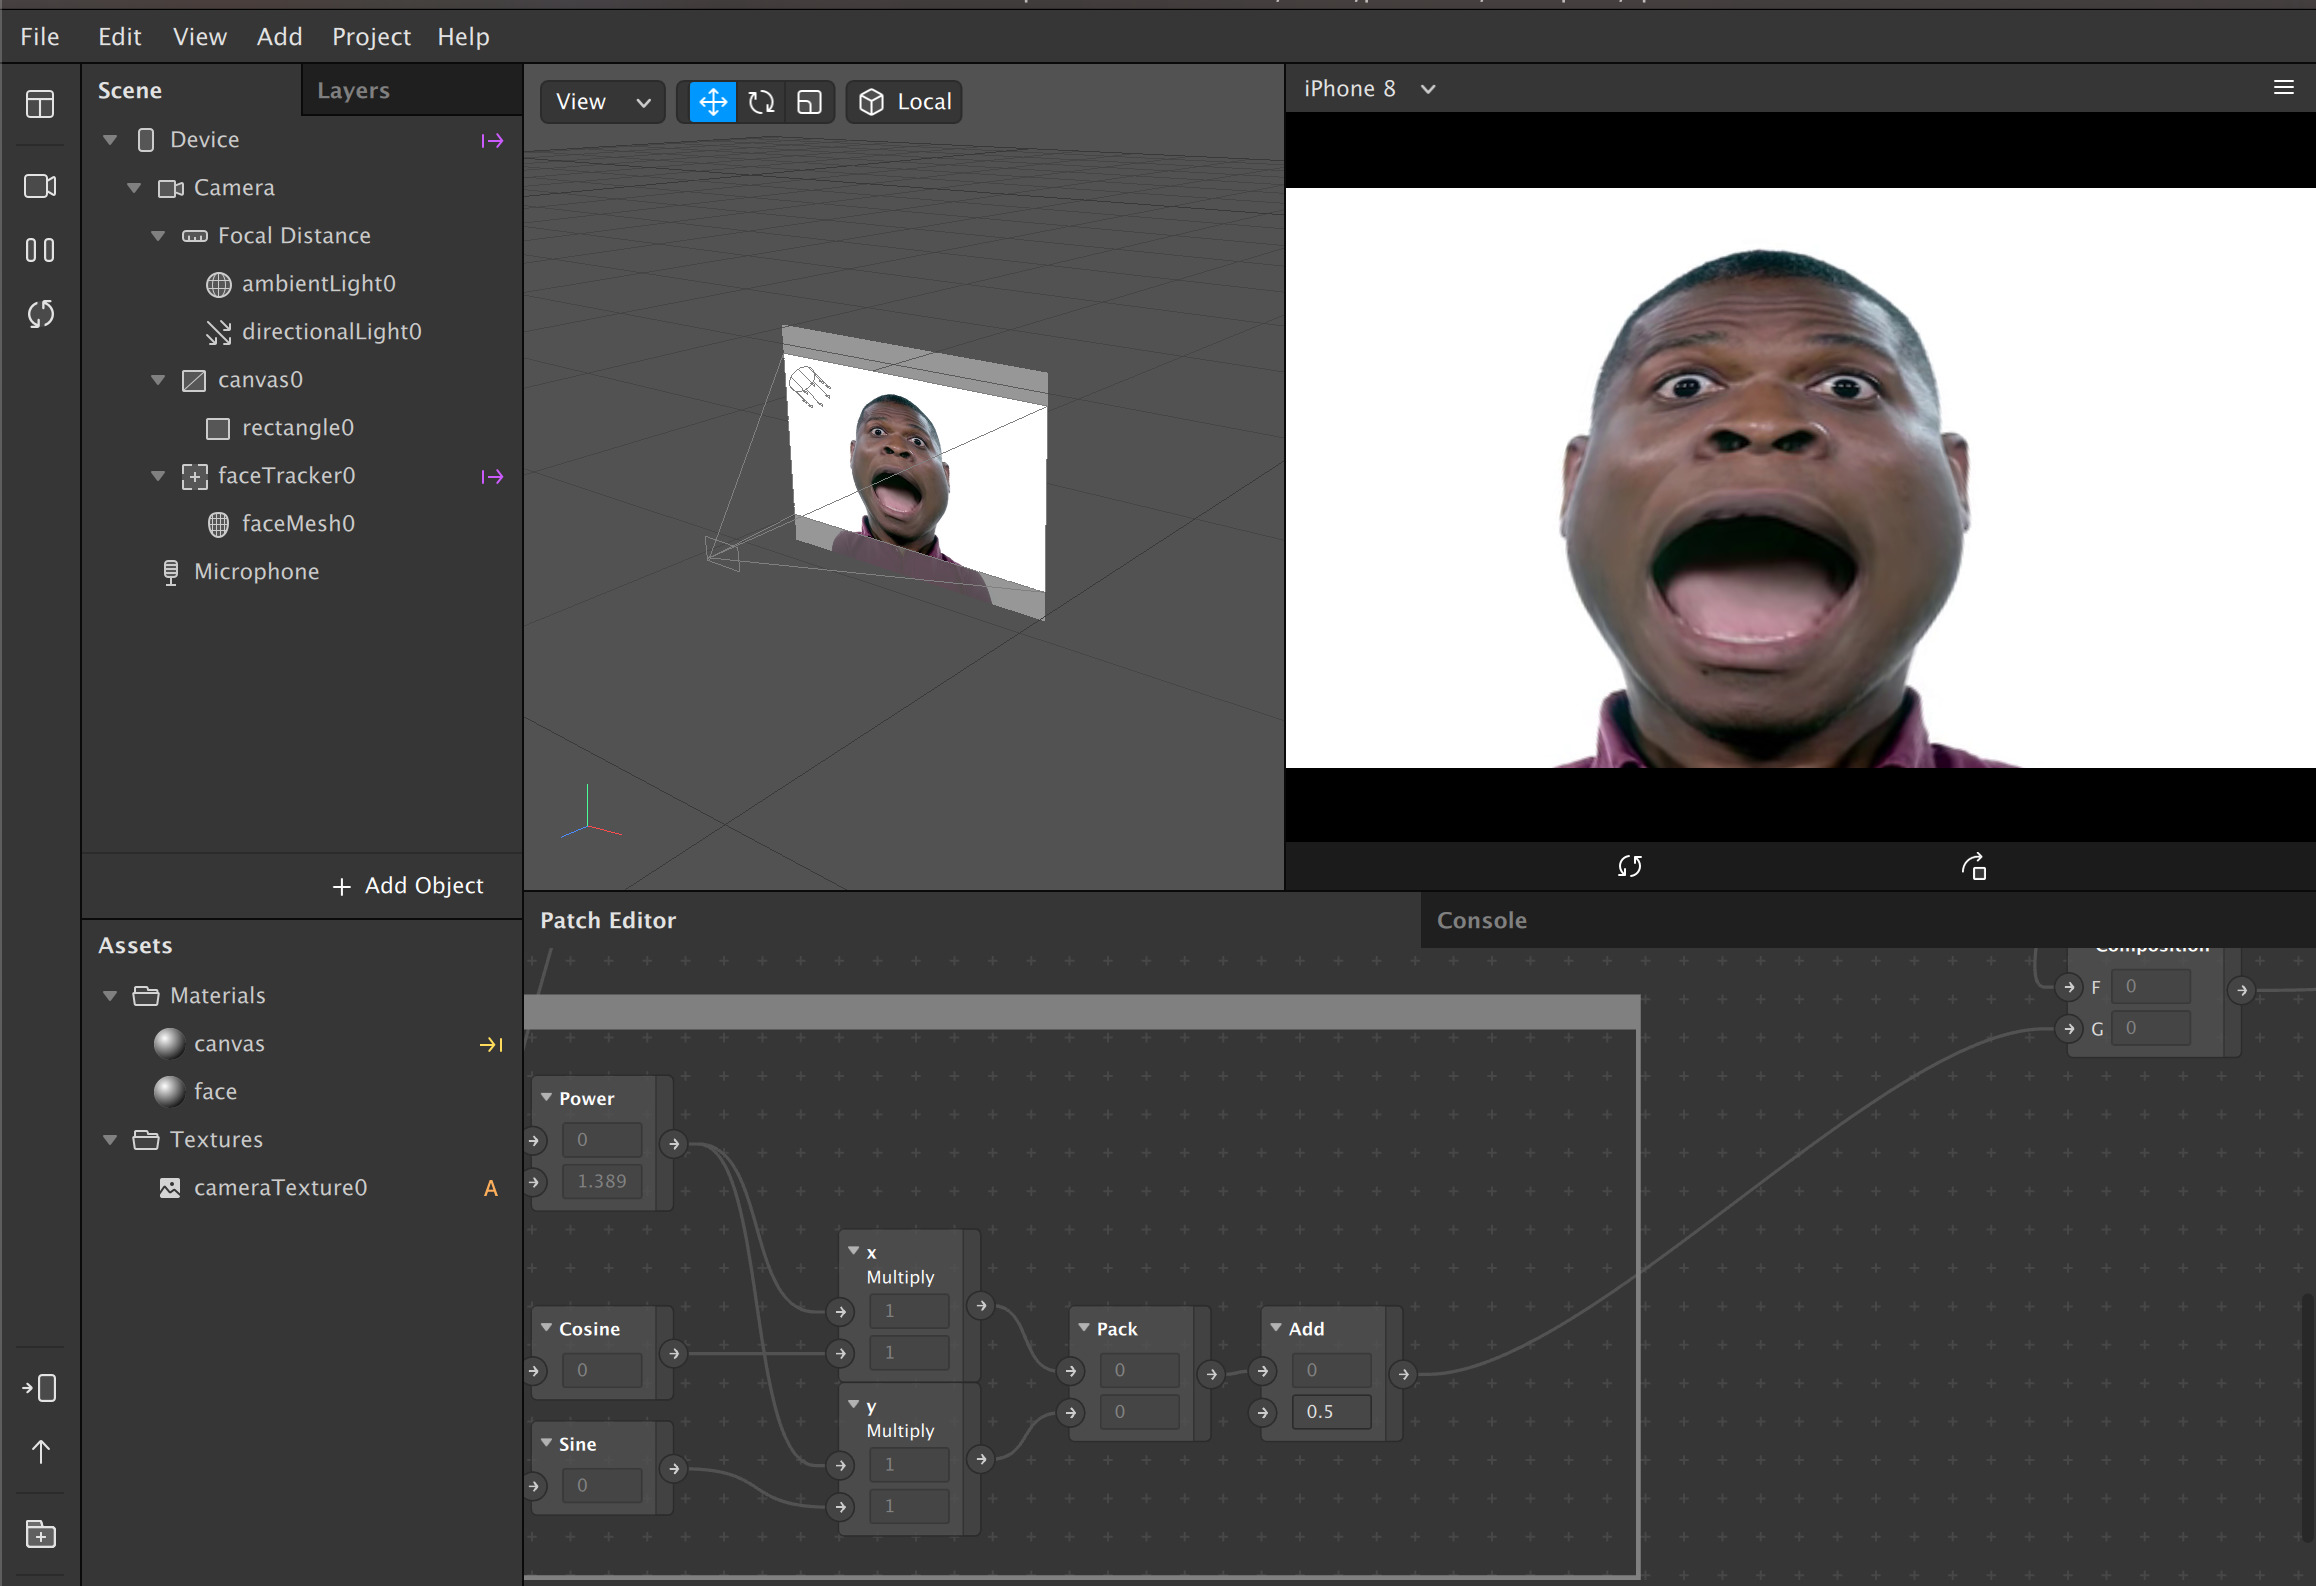 File Edit View Add Project Help
Scene Layers
Device
Camera
Focal Distance
ambientLight0
directionalLight0
canvas0
rectangle0
faceTracker0
faceMesh0
Microphone
+ Add Object
Assets
Materials
canvas
face
Textures
cameraTexture0 A
View Local
iPhone 8
Patch Editor Console
Composition
F 0
G 0
Power
0
1.389
Cosine
0
Sine
0
x
Multiply
1
1
y
Multiply
1
1
Pack
0
0
Add
0
0.5